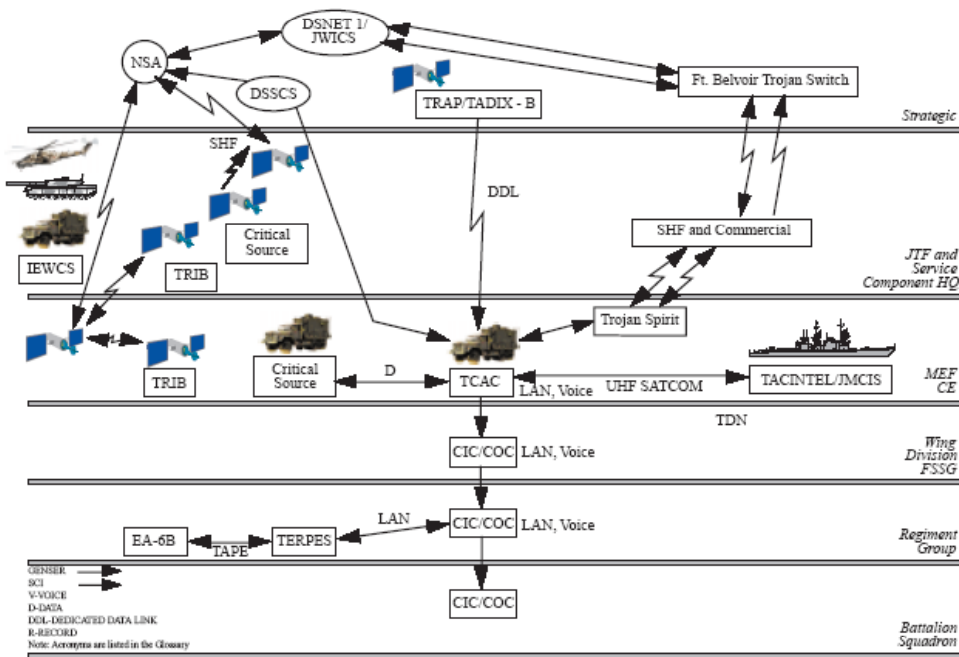 DSNET 1/
JWICS
NSA
DSSCS
TRAP/TADIX - B
Ft. Belvoir Trojan Switch
Strategic
SHF
DDL
IEWCS
TRIB
Critical
Source
SHF and Commercial
JTF and
Service
Component HQ
Trojan Spirit
TRIB
Critical
Source
D
TCAC
LAN, Voice
UHF SATCOM
TACINTEL/JMCIS
MEF
CE
TDN
CIC/COC
LAN, Voice
Wing
Division
FSSG
EA-6B
TAPE
TERPES
LAN
CIC/COC
LAN, Voice
Regiment
Group
GENSER
SCI
V-VOICE
D-DATA
DDL-DEDICATED DATA LINK
R-RECORD
Note: Acronyms are listed in the Glossary
CIC/COC
Battalion
Squadron